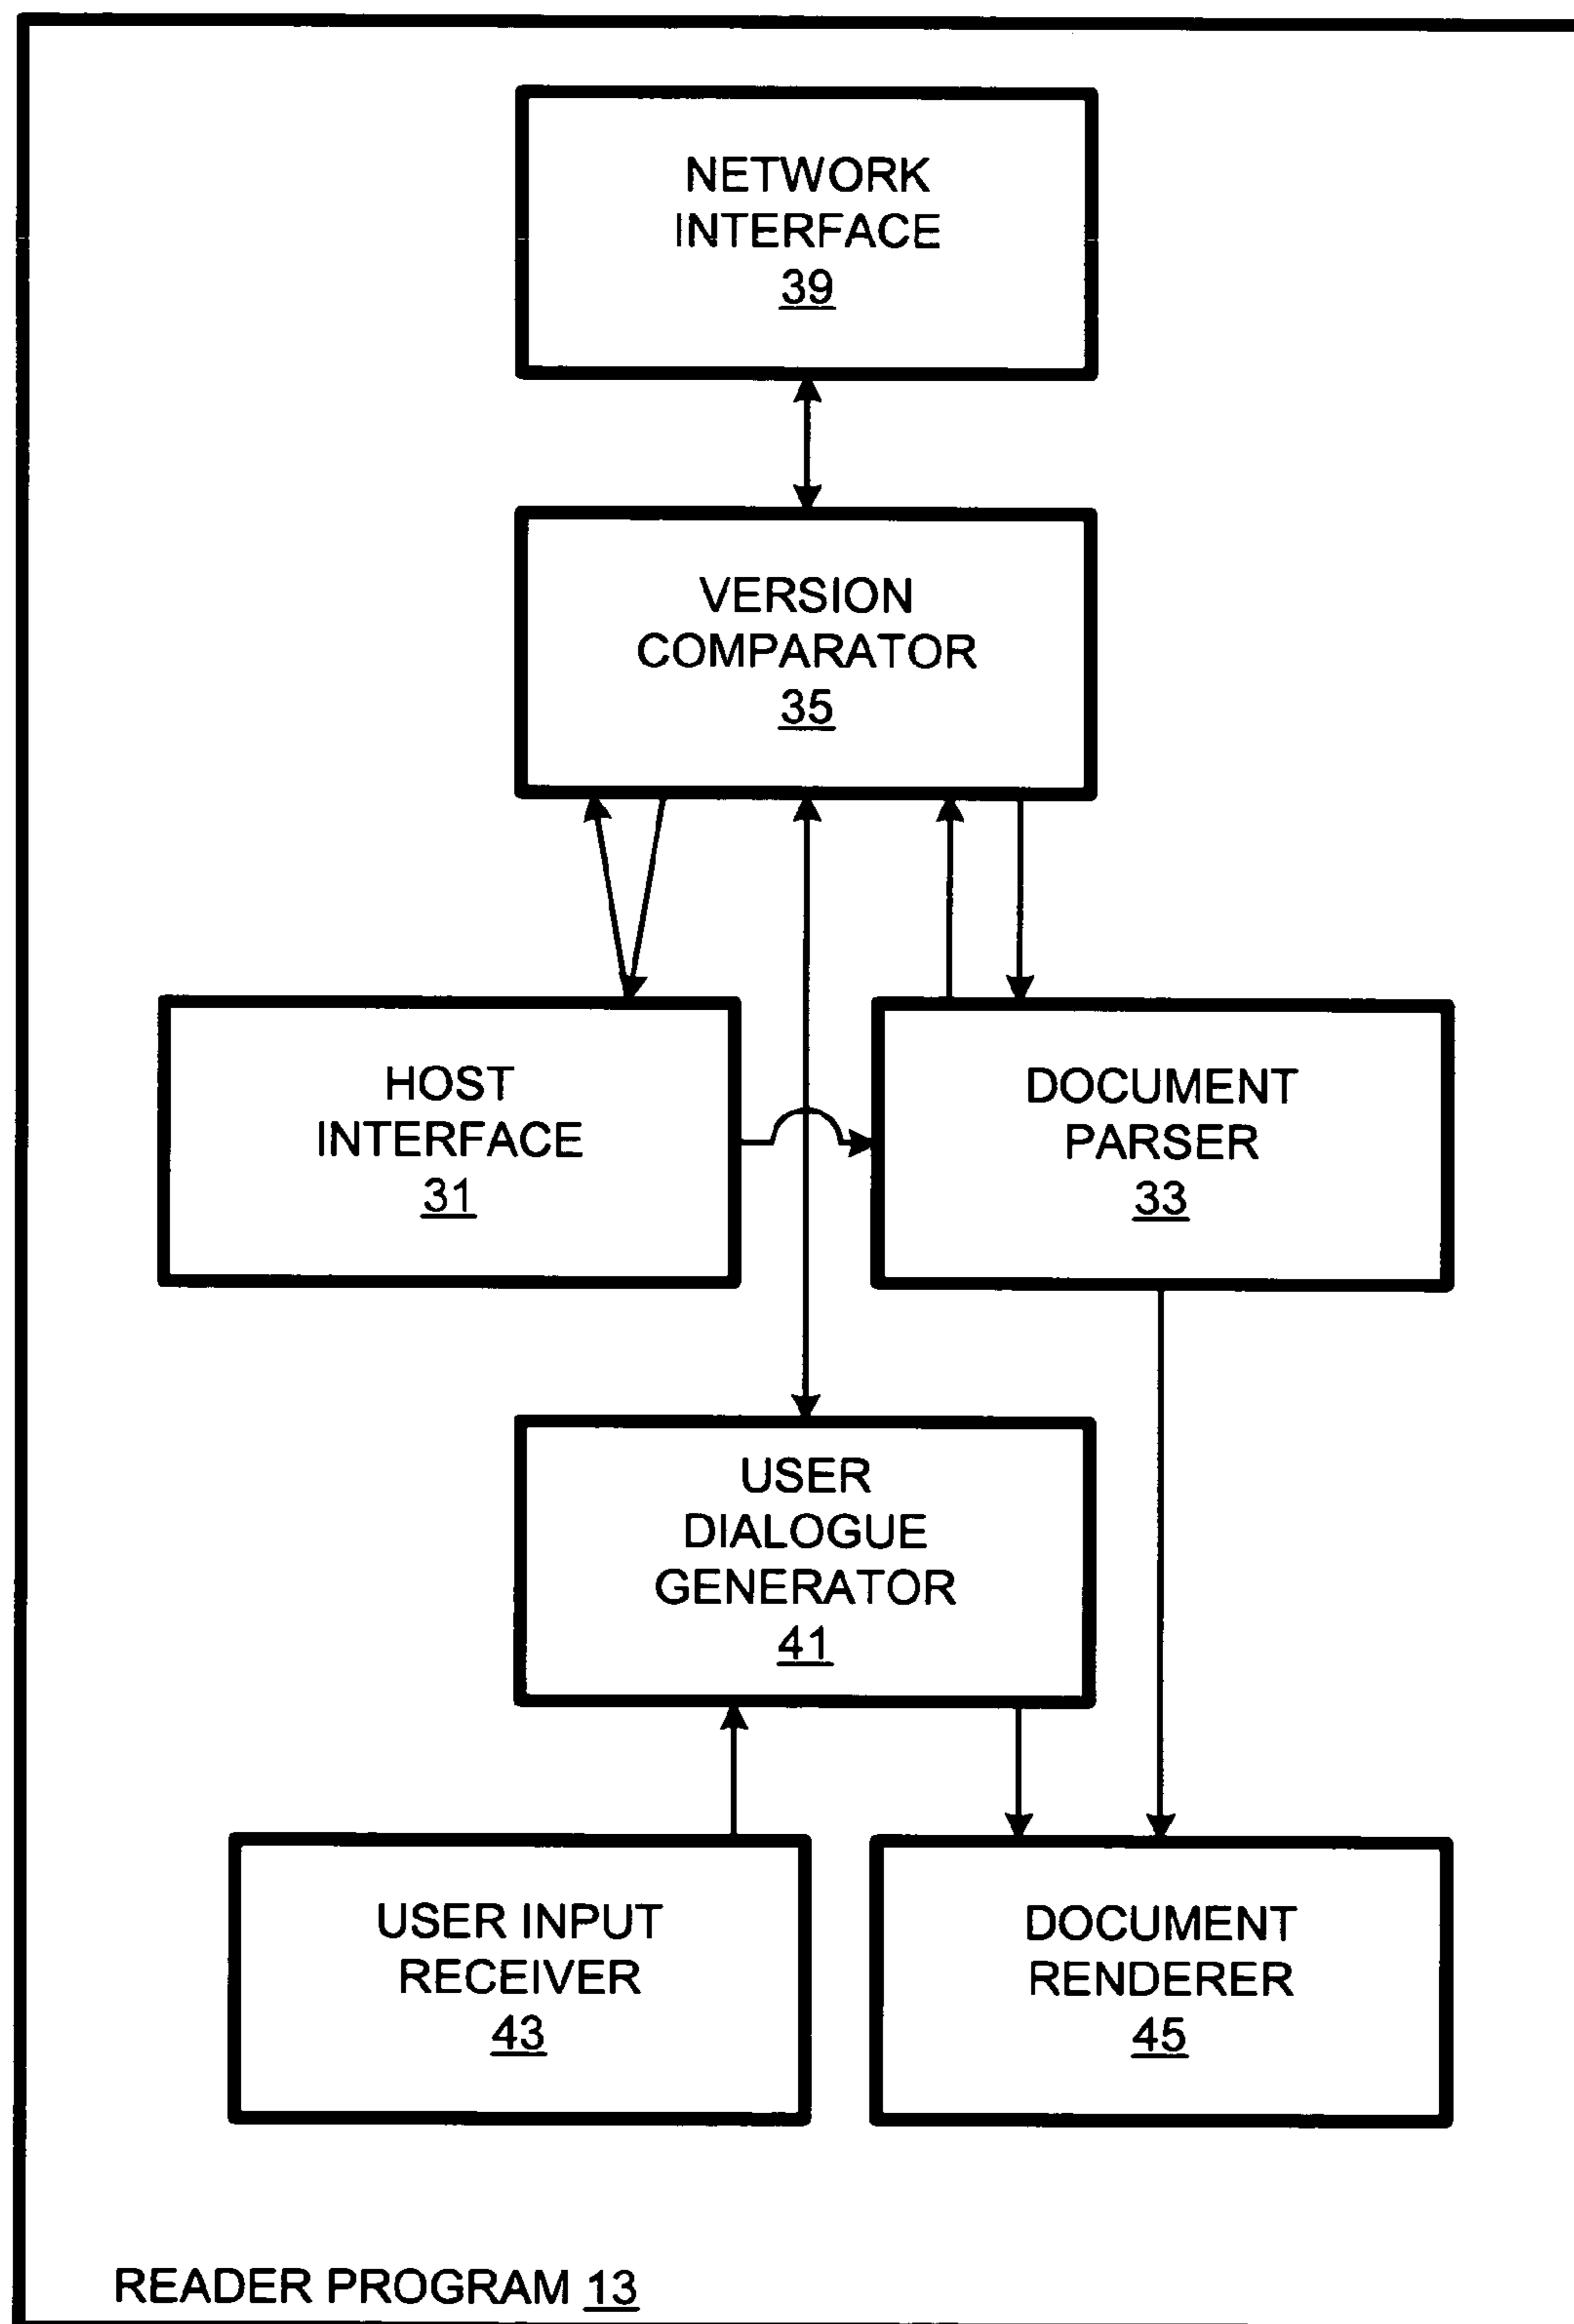 NETWORK
INTERFACE
39
VERSION
COMPARATOR
35
HOST
INTERFACE
31
DOCUMENT
PARSER
33
USER
DIALOGUE
GENERATOR
41
USER INPUT
RECEIVER
43
DOCUMENT
RENDERER
45
READER PROGRAM 13